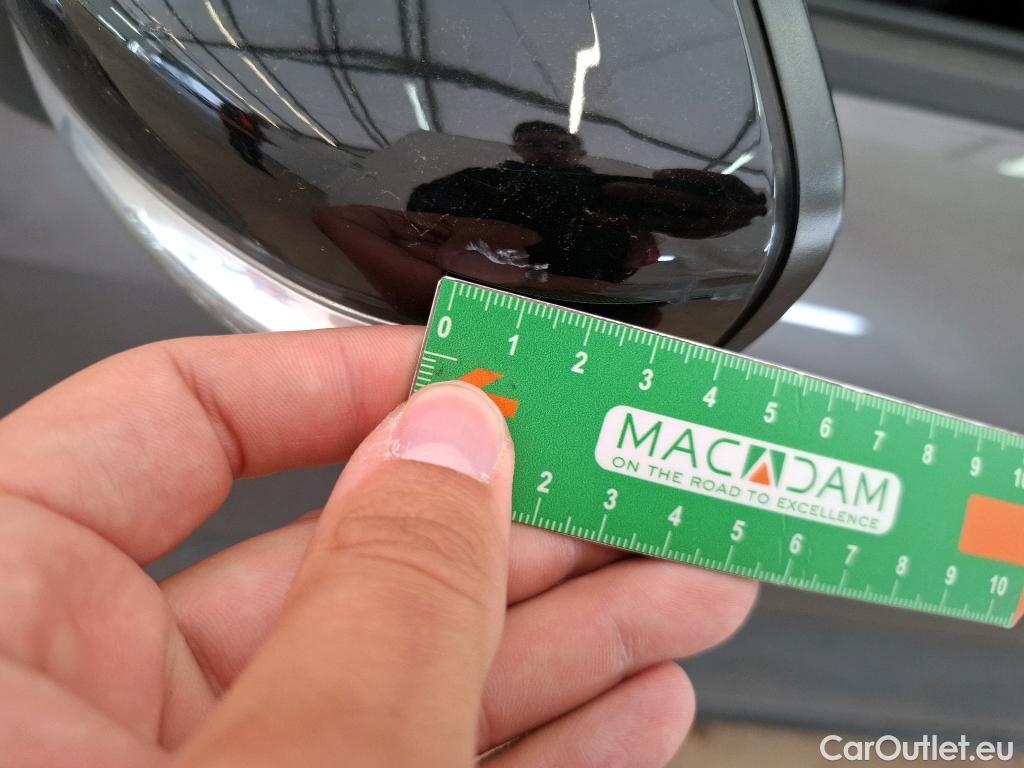 0 1 2 3 4 5 6 7 8 9 10
MACADAM
ON THE ROAD TO EXCELLENCE
2 3 4 5 6 7 8 9 10
CarOutlet.eu